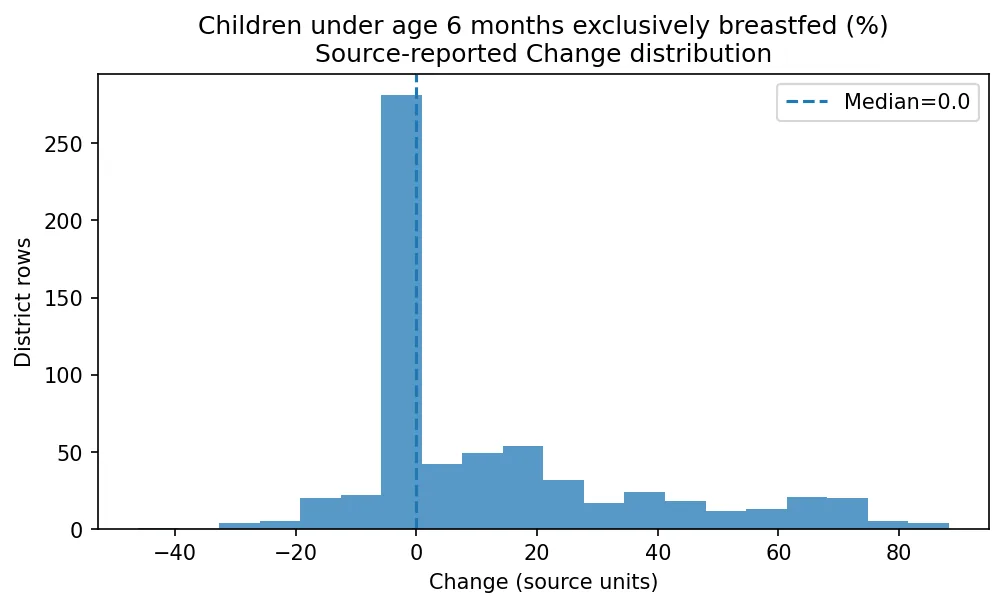 Children under age 6 months exclusively breastfed (%)
Source-reported Change distribution
Median=0.0
District rows
250
200
150
100
50
0
−40
−20
0
20
40
60
80
Change (source units)